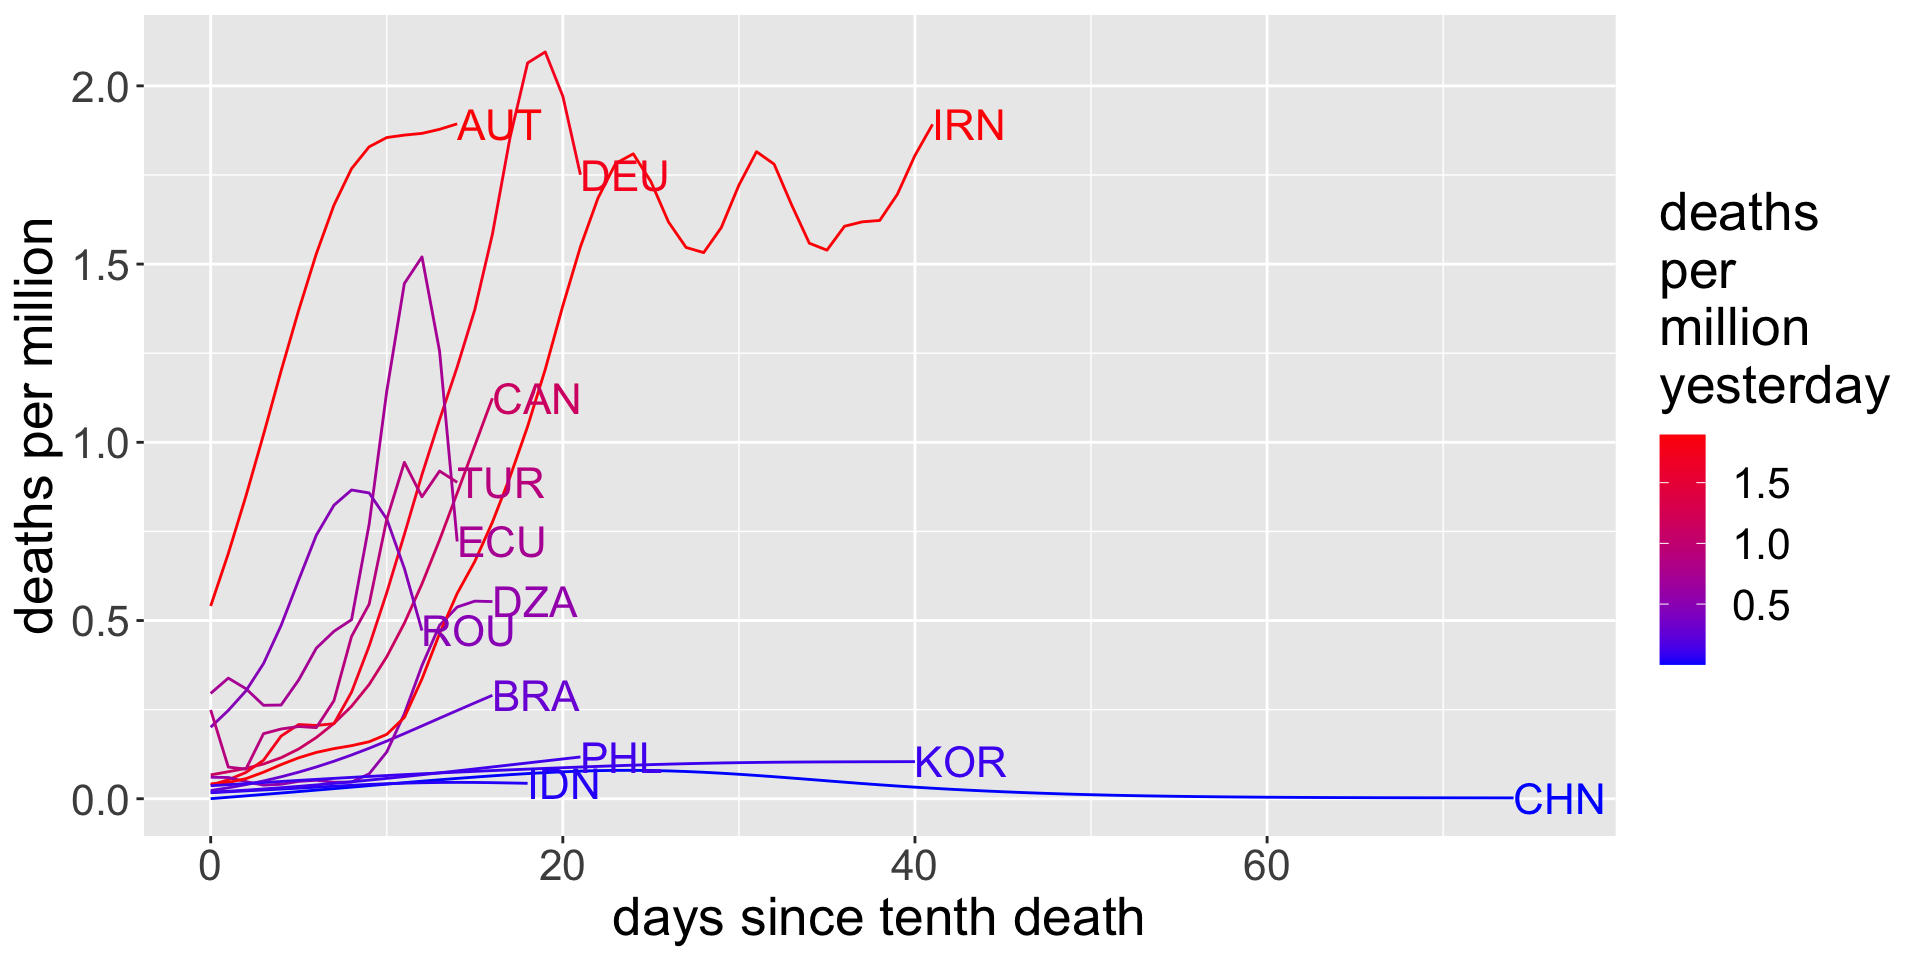 2.0
1.5
1.0
0.5
0.0
deaths per million
AUT
IRN
DEU
CAN
TUR
ECU
DZA
ROU
BRA
PHL
KOR
IDN
CHN
0
20
40
60
days since tenth death
deaths
per
million
yesterday
1.5
1.0
0.5